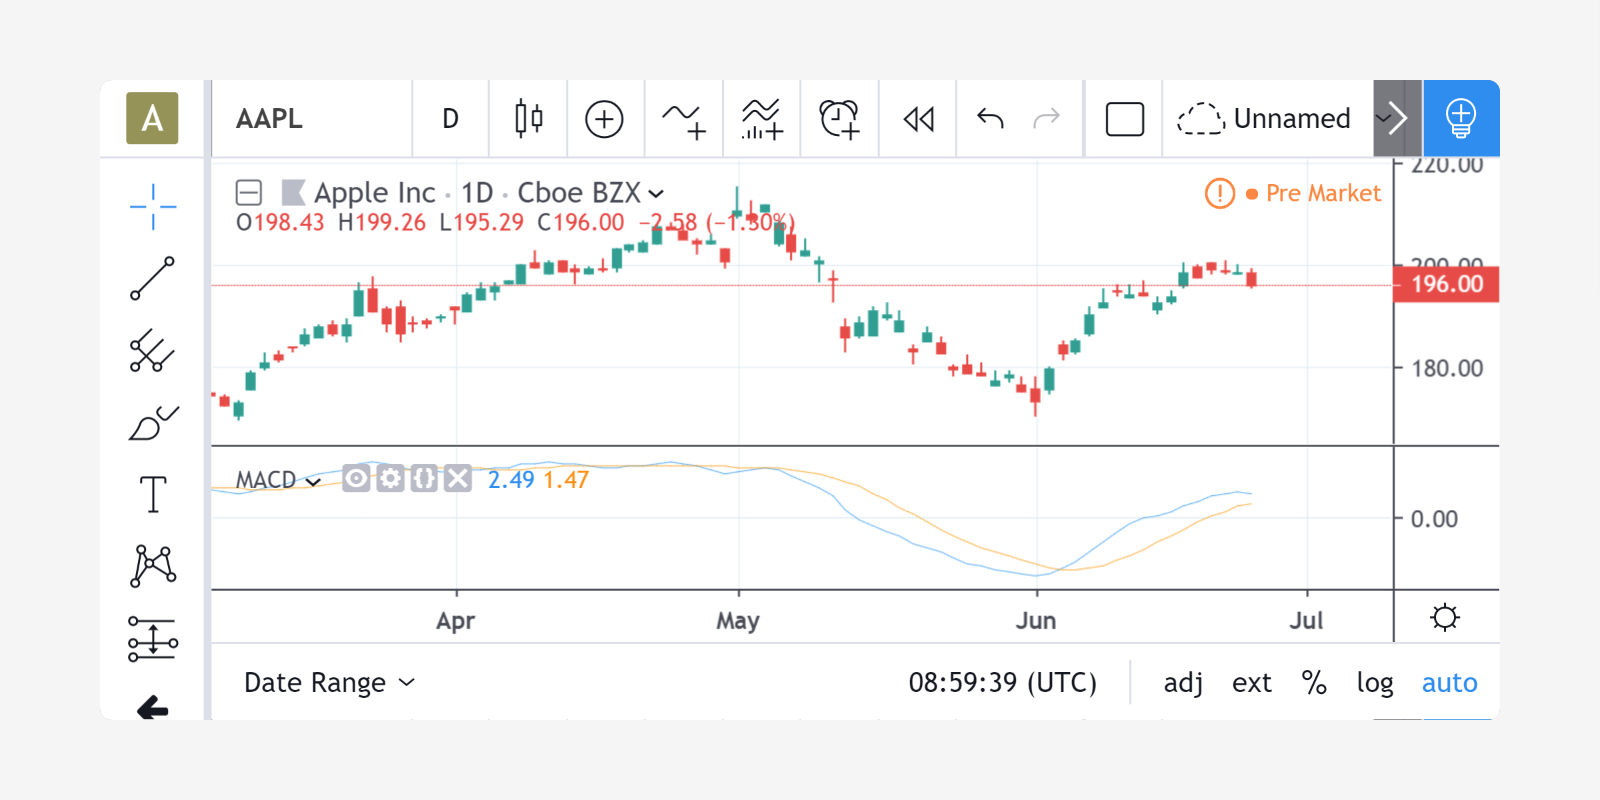 A
AAPL D Unnamed
Apple Inc · 1D · Cboe BZX
Pre Market
O198.43 H199.26 L195.29 C196.00 −2.58 (−1.30%)
220.00
200.00
196.00
180.00
MACD {} 2.49 1.47
0.00
T
Apr May Jun Jul
Date Range 08:59:39 (UTC) adj ext % log auto